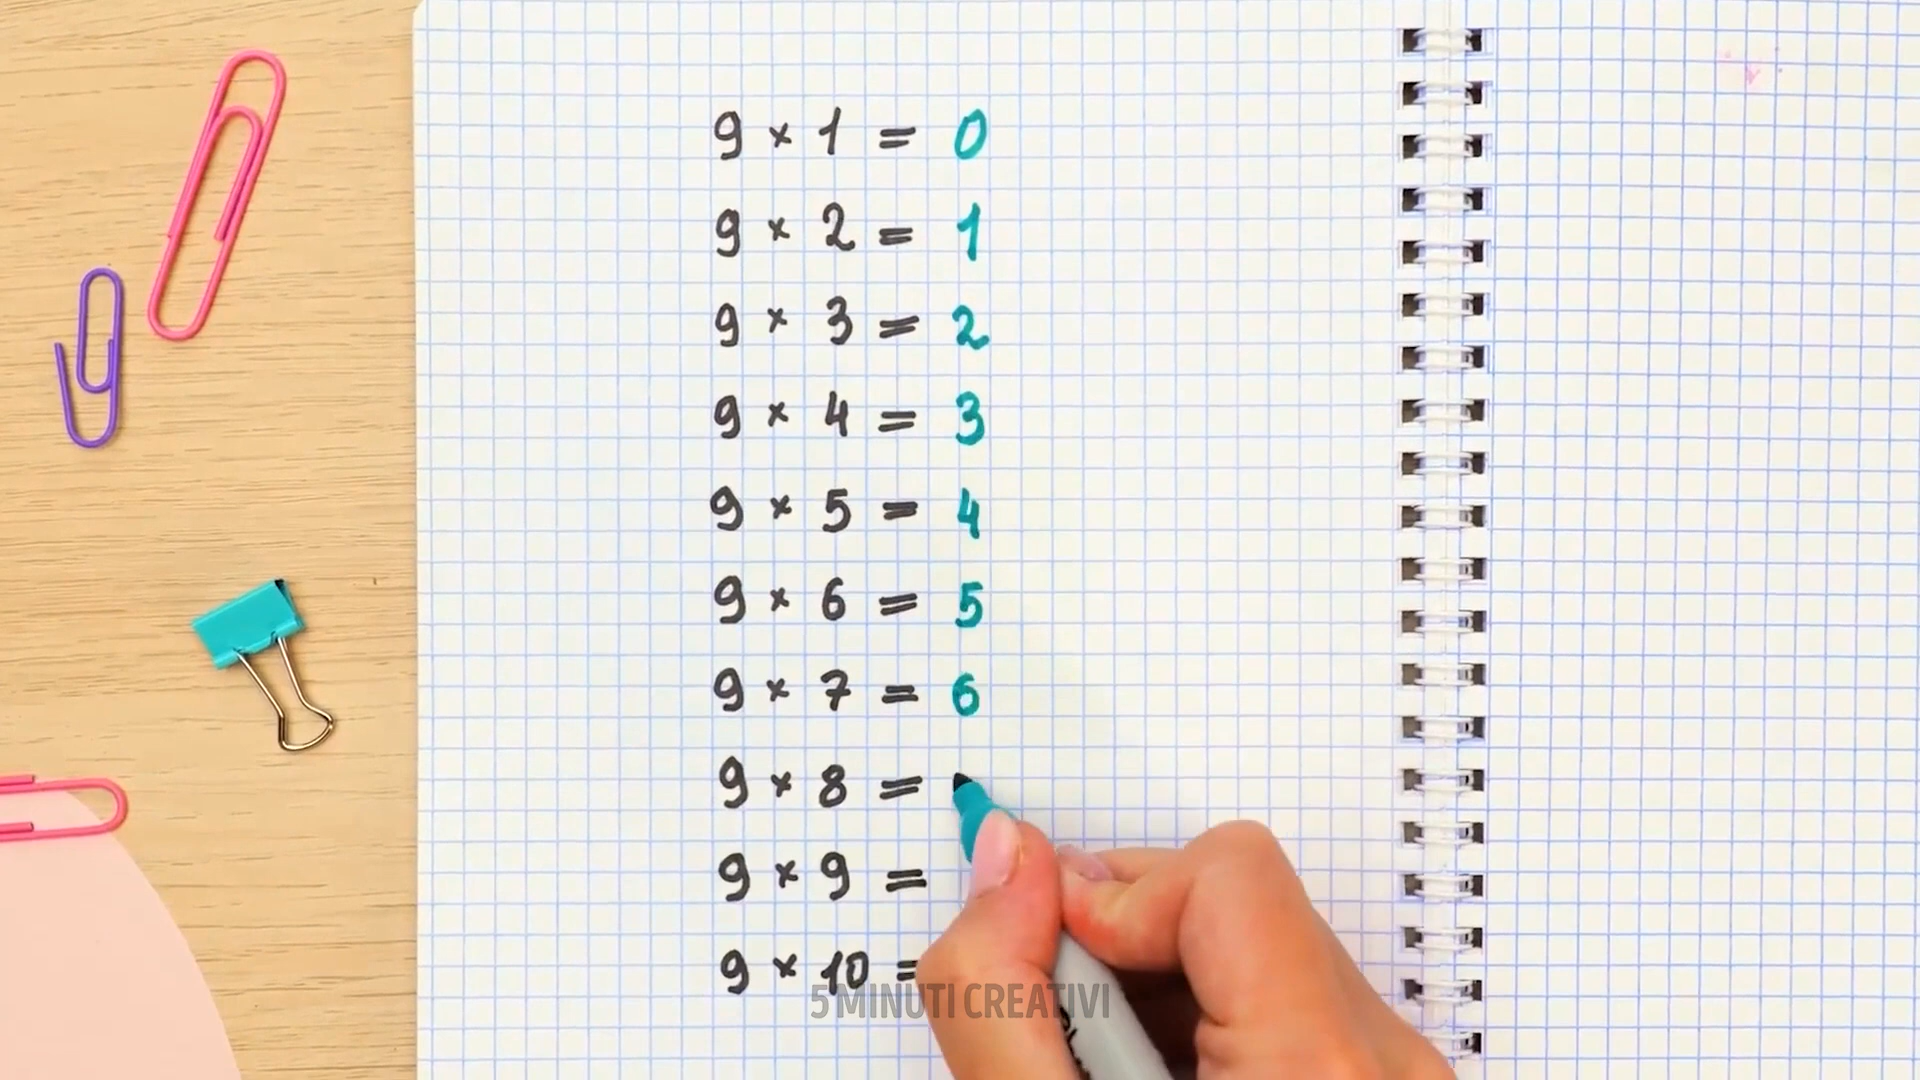 9 × 1 = 0
9 × 2 = 1
9 × 3 = 2
9 × 4 = 3
9 × 5 = 4
9 × 6 = 5
9 × 7 = 6
9 × 8 =
9 × 9 =
9 × 10 =
5 MINUTI CREATIVI